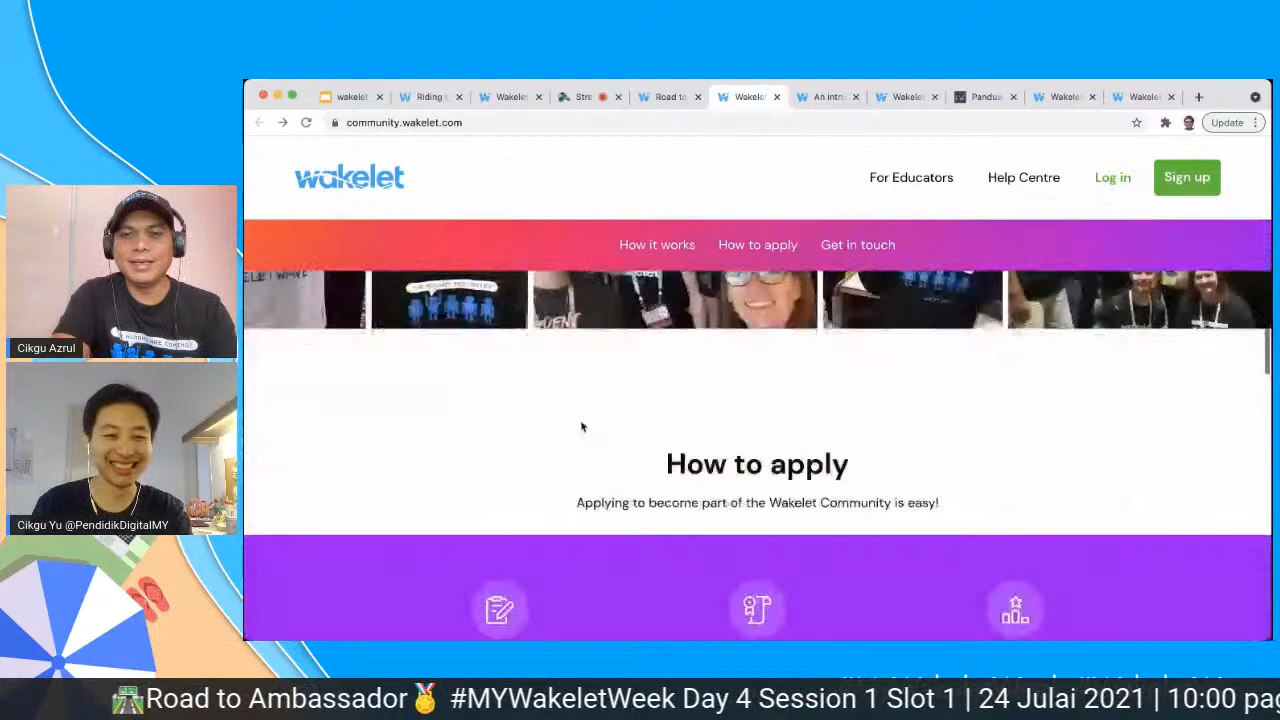 wakelet
Riding t
Wakelet
Stre
Road to
Wakelet
An intro
Wakelet
Pandua
Wakelet
Wakelet
community.wakelet.com
Update
wakelet
For Educators
Help Centre
Log in
Sign up
How it works
How to apply
Get in touch
Cikgu Azrul
How to apply
Applying to become part of the Wakelet Community is easy!
Cikgu Yu @PendidikDigitalMY
Road to Ambassador🏅 #MYWakeletWeek Day 4 Session 1 Slot 1 | 24 Julai 2021 | 10:00 pag